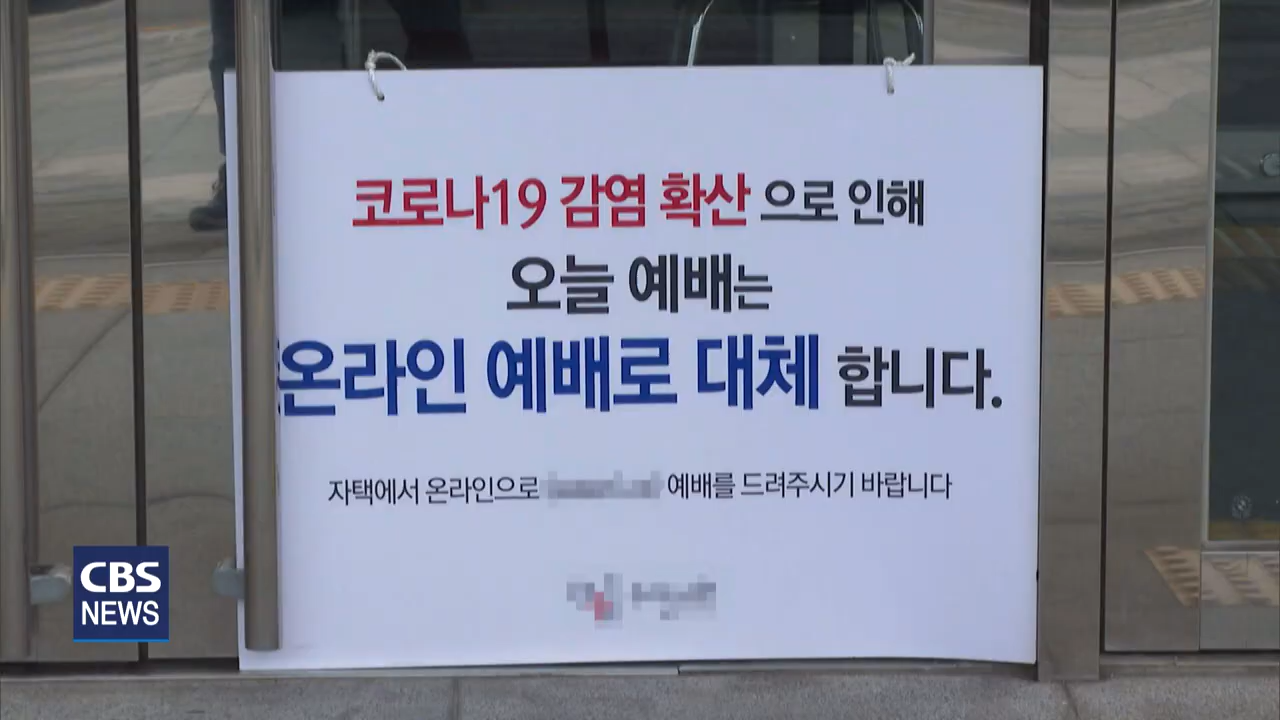 코로나19 감염 확산 으로 인해
오늘 예배는
온라인 예배로 대체 합니다.
자택에서 온라인으로 예배를 드려주시기 바랍니다
CBS
NEWS